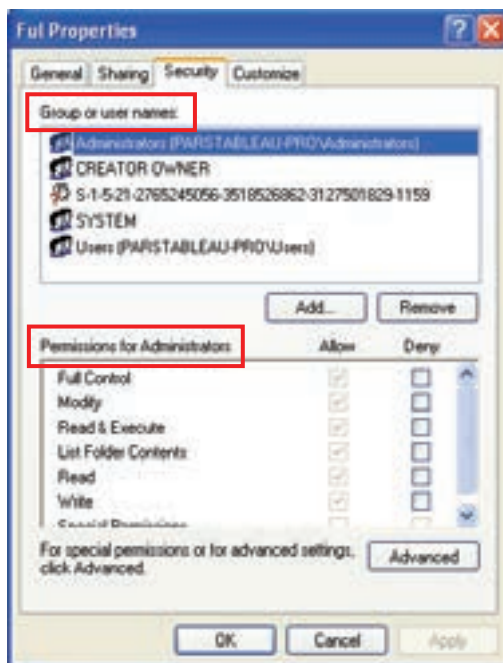 Ful Properties
General Sharing Security Customize
Group or user names:
Administrators (PARSTABLEAU-PRO\Administrators)
CREATOR OWNER
S-1-5-21-2765245056-3518526862-3127501829-1159
SYSTEM
Users (PARSTABLEAU-PRO\Users)
Add... Remove
Permissions for Administrators Allow Deny
Full Control
Modify
Read & Execute
List Folder Contents
Read
Write
Special Permissions
For special permissions or for advanced settings,
click Advanced.
Advanced
OK Cancel Apply